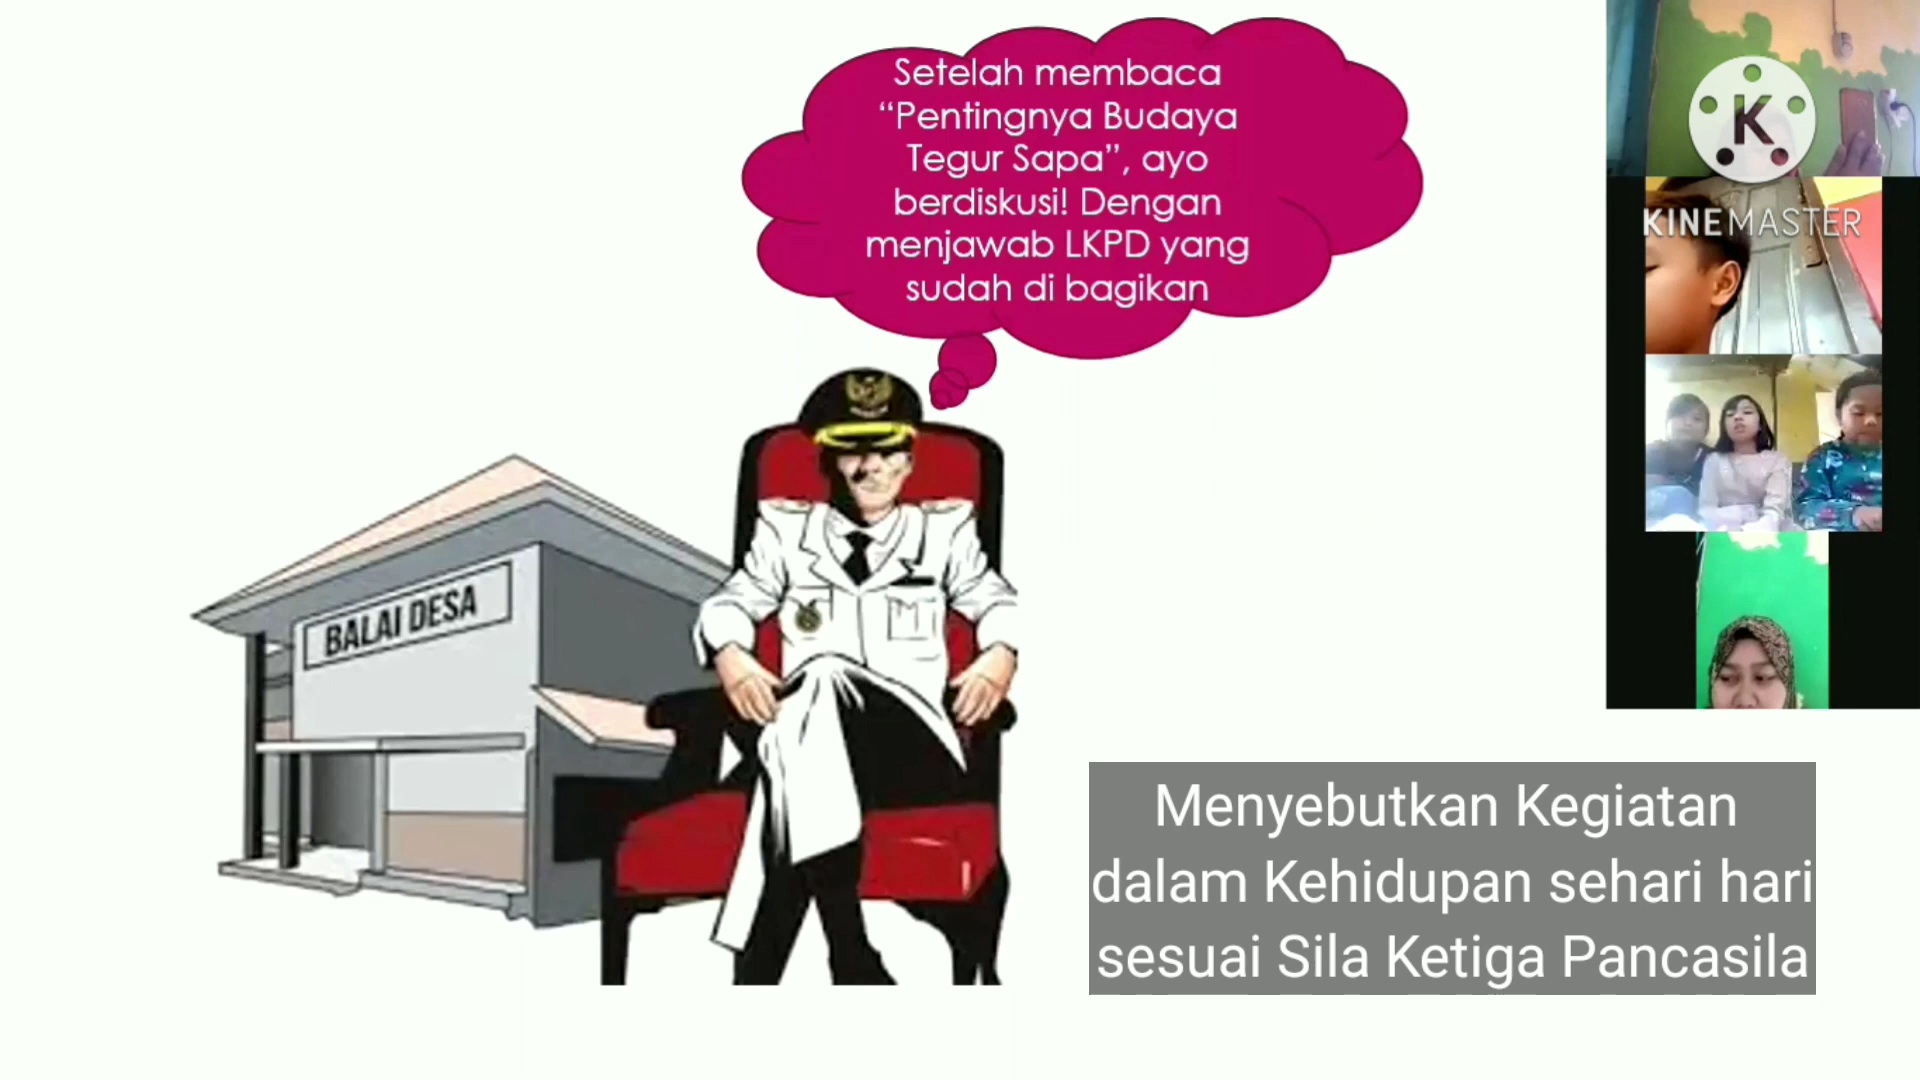 Setelah membaca
“Pentingnya Budaya
Tegur Sapa”, ayo
berdiskusi! Dengan
menjawab LKPD yang
sudah di bagikan
K
KINEMASTER
BALAI DESA
Menyebutkan Kegiatan
dalam Kehidupan sehari hari
sesuai Sila Ketiga Pancasila